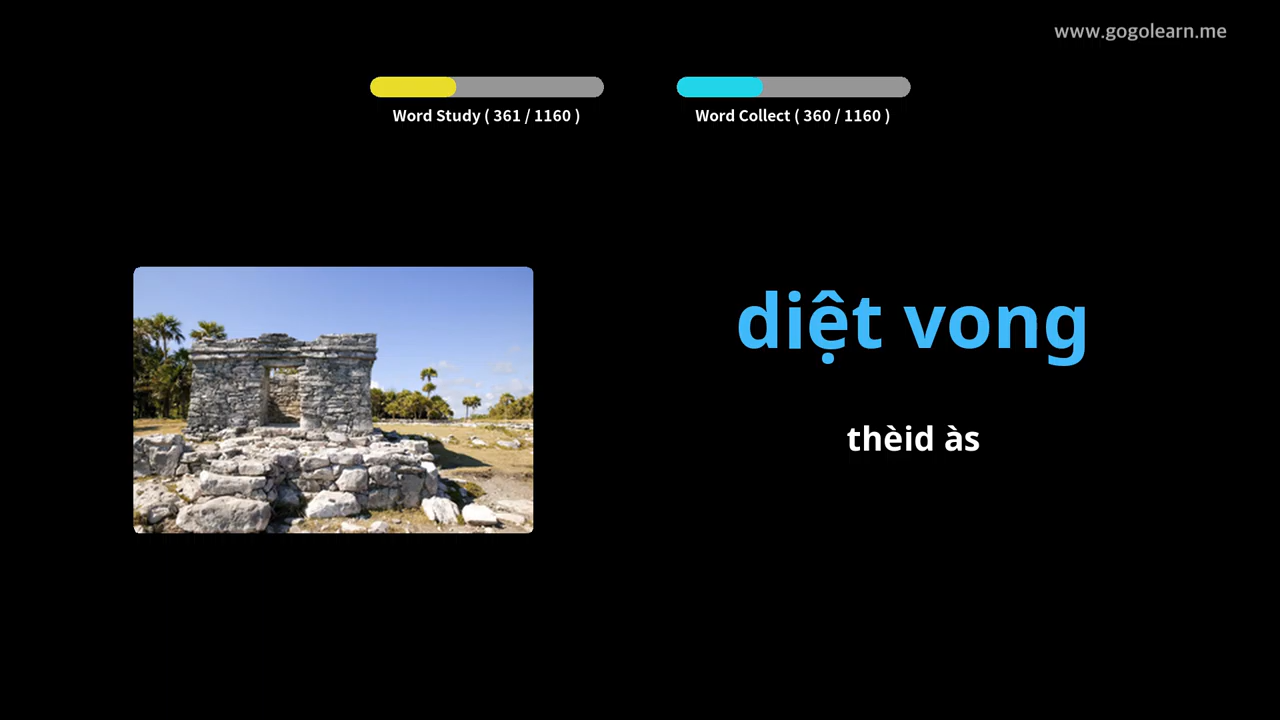 www.gogolearn.me
Word Study ( 361 / 1160 )
Word Collect ( 360 / 1160 )
diệt vong
thèid às